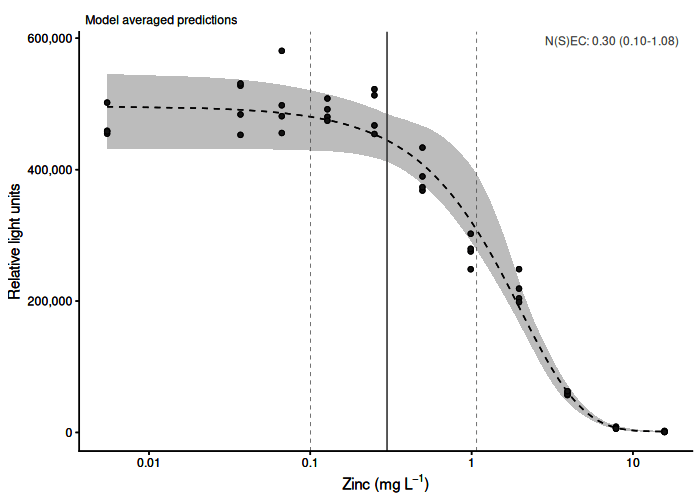 Model averaged predictions
N(S)EC: 0.30 (0.10-1.08)
600,000
400,000
200,000
0
Relative light units
0.01
0.1
1
10
Zinc (mg L⁻¹)